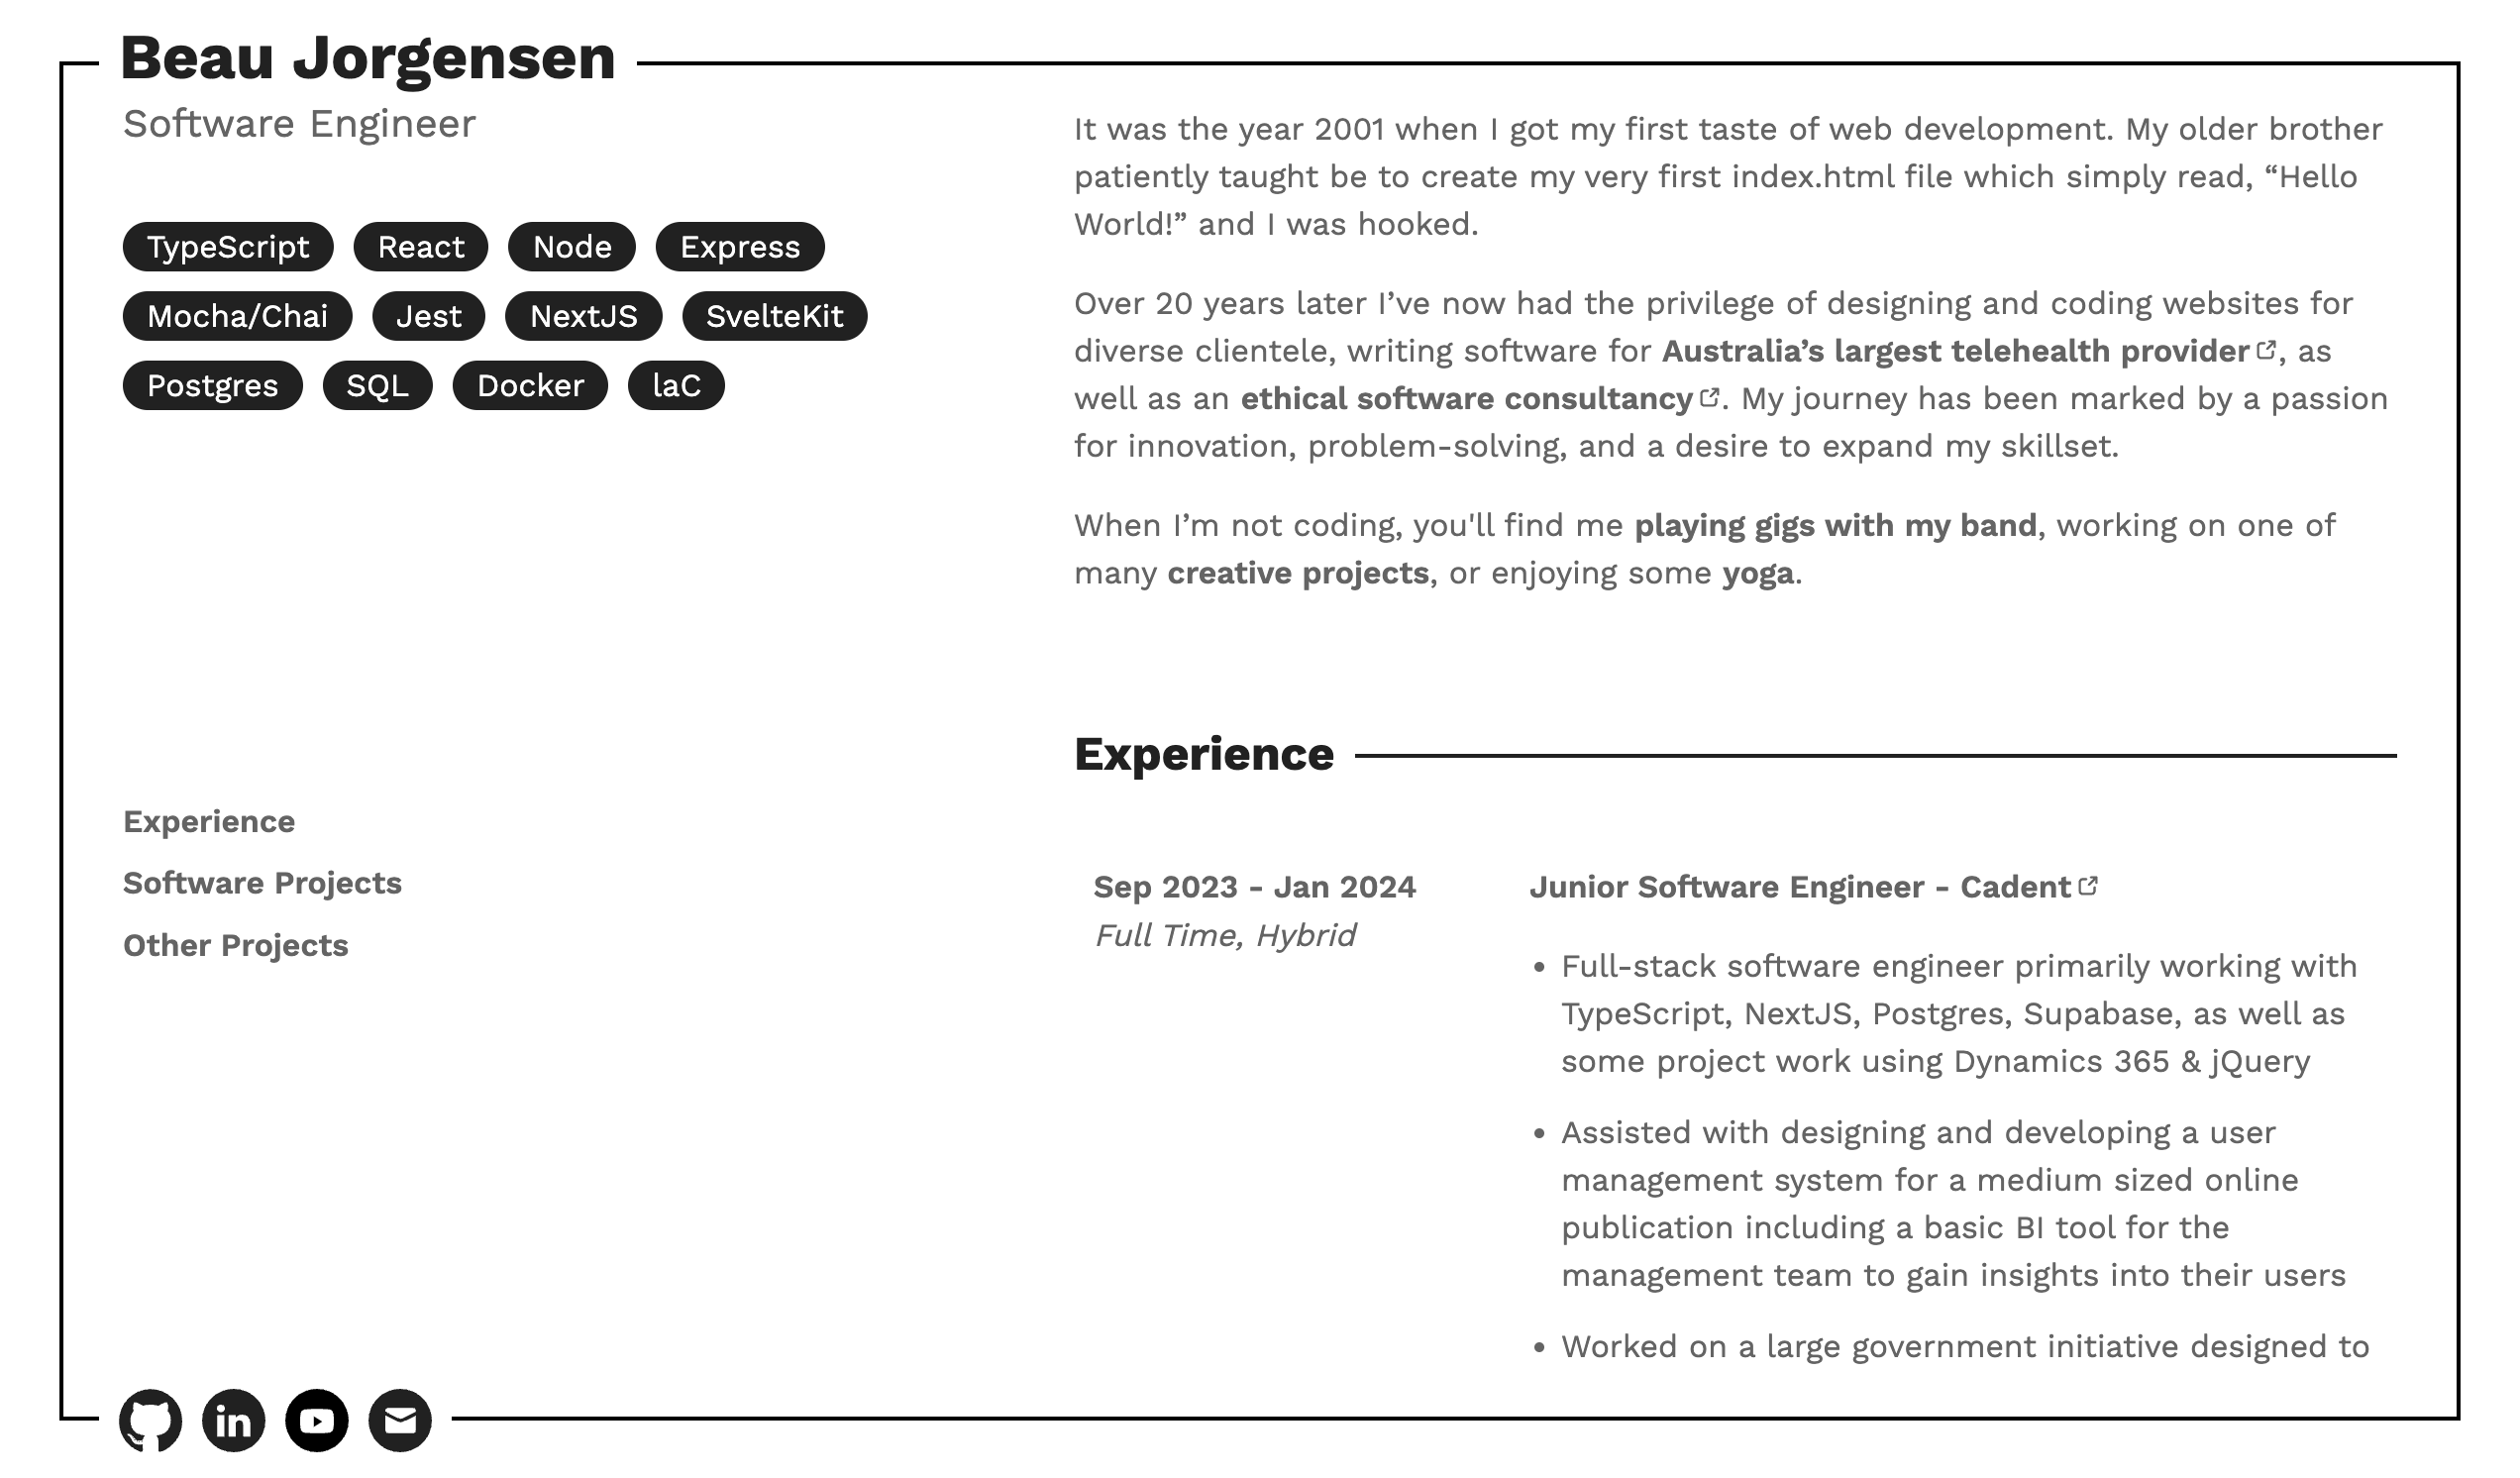 Beau Jorgensen
Software Engineer
TypeScript React Node Express
Mocha/Chai Jest NextJS SvelteKit
Postgres SQL Docker laC
Experience
Software Projects
Other Projects
It was the year 2001 when I got my first taste of web development. My older brother
patiently taught be to create my very first index.html file which simply read, “Hello
World!” and I was hooked.
Over 20 years later I’ve now had the privilege of designing and coding websites for
diverse clientele, writing software for Australia’s largest telehealth provider, as
well as an ethical software consultancy. My journey has been marked by a passion
for innovation, problem-solving, and a desire to expand my skillset.
When I’m not coding, you'll find me playing gigs with my band, working on one of
many creative projects, or enjoying some yoga.
Experience
Sep 2023 - Jan 2024
Full Time, Hybrid
Junior Software Engineer - Cadent
• Full-stack software engineer primarily working with
TypeScript, NextJS, Postgres, Supabase, as well as
some project work using Dynamics 365 & jQuery
• Assisted with designing and developing a user
management system for a medium sized online
publication including a basic BI tool for the
management team to gain insights into their users
• Worked on a large government initiative designed to
in